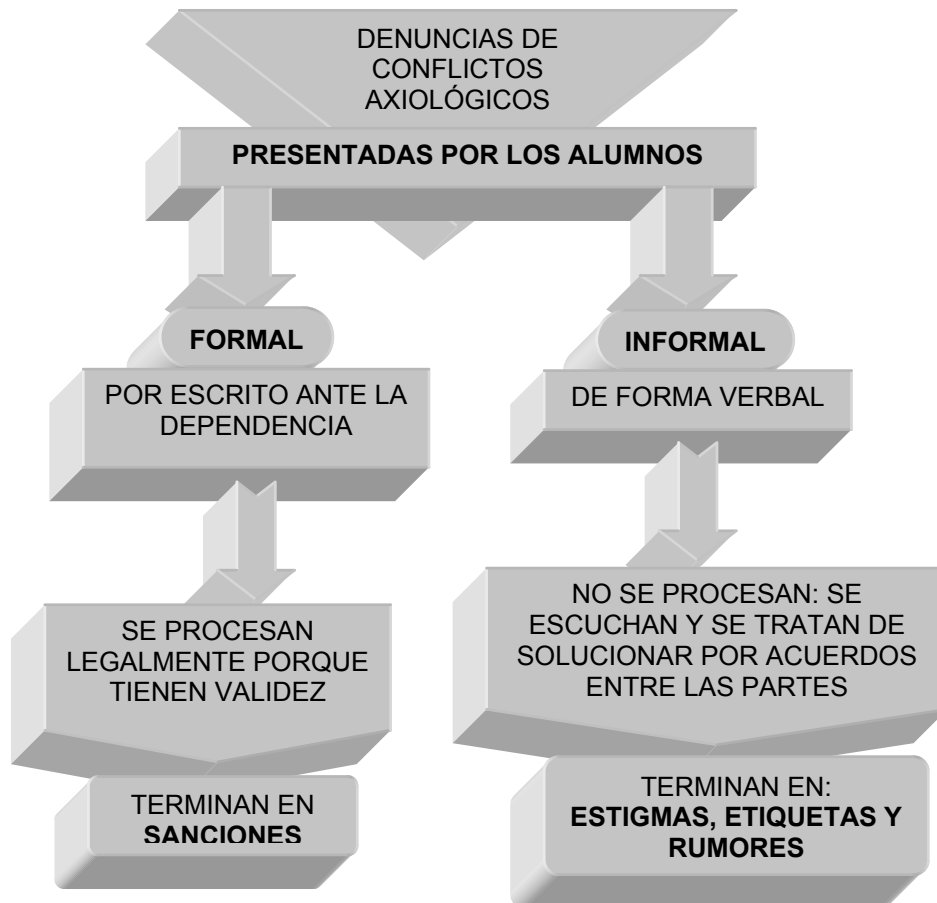 DENUNCIAS DE
CONFLICTOS
AXIOLÓGICOS
PRESENTADAS POR LOS ALUMNOS
FORMAL
POR ESCRITO ANTE LA
DEPENDENCIA
SE PROCESAN
LEGALMENTE PORQUE
TIENEN VALIDEZ
TERMINAN EN
SANCIONES
INFORMAL
DE FORMA VERBAL
NO SE PROCESAN: SE
ESCUCHAN Y SE TRATAN DE
SOLUCIONAR POR ACUERDOS
ENTRE LAS PARTES
TERMINAN EN:
ESTIGMAS, ETIQUETAS Y
RUMORES